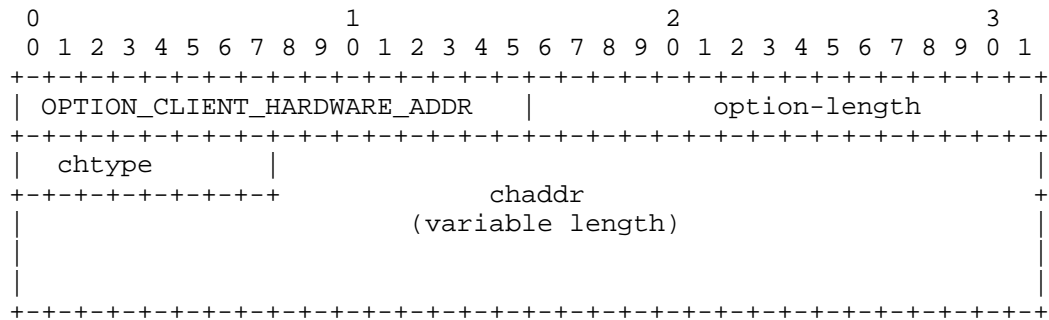 0                   1                   2                   3
 0 1 2 3 4 5 6 7 8 9 0 1 2 3 4 5 6 7 8 9 0 1 2 3 4 5 6 7 8 9 0 1
+-+-+-+-+-+-+-+-+-+-+-+-+-+-+-+-+-+-+-+-+-+-+-+-+-+-+-+-+-+-+-+-+
| OPTION_CLIENT_HARDWARE_ADDR   |           option-length       |
+-+-+-+-+-+-+-+-+-+-+-+-+-+-+-+-+-+-+-+-+-+-+-+-+-+-+-+-+-+-+-+-+
|  chtype       |                                               |
+-+-+-+-+-+-+-+-+             chaddr                            +
|                        (variable length)                      |
|                                                               |
|                                                               |
+-+-+-+-+-+-+-+-+-+-+-+-+-+-+-+-+-+-+-+-+-+-+-+-+-+-+-+-+-+-+-+-+